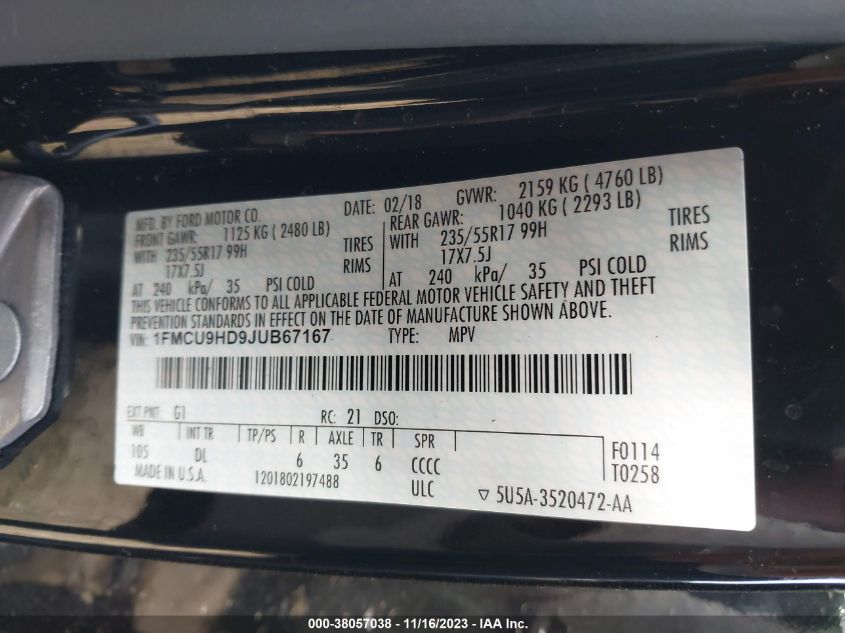 MFD. BY FORD MOTOR CO.
DATE: 02/18 GVWR: 2159 KG ( 4760 LB)
FRONT GAWR: 1125 KG ( 2480 LB)
WITH 235/55R17 99H TIRES
17X7.5J RIMS
AT 240 kPa/ 35 PSI COLD
REAR GAWR: 1040 KG ( 2293 LB)
WITH 235/55R17 99H TIRES
17X7.5J RIMS
AT 240 kPa/ 35 PSI COLD
THIS VEHICLE CONFORMS TO ALL APPLICABLE FEDERAL MOTOR VEHICLE SAFETY AND THEFT
PREVENTION STANDARDS IN EFFECT ON THE DATE OF MANUFACTURE SHOWN ABOVE.
VIN: 1FMCU9HD9JUB67167 TYPE: MPV
EXT PNT: G1 RC: 21 DSO:
WB INT TR TP/PS R AXLE TR SPR
105 DL 6 35 6 CCCC
F0114
T0258
MADE IN U.S.A. 1201802197488 ULC
▽ 5U5A-3520472-AA
000-38057038 - 11/16/2023 - IAA Inc.